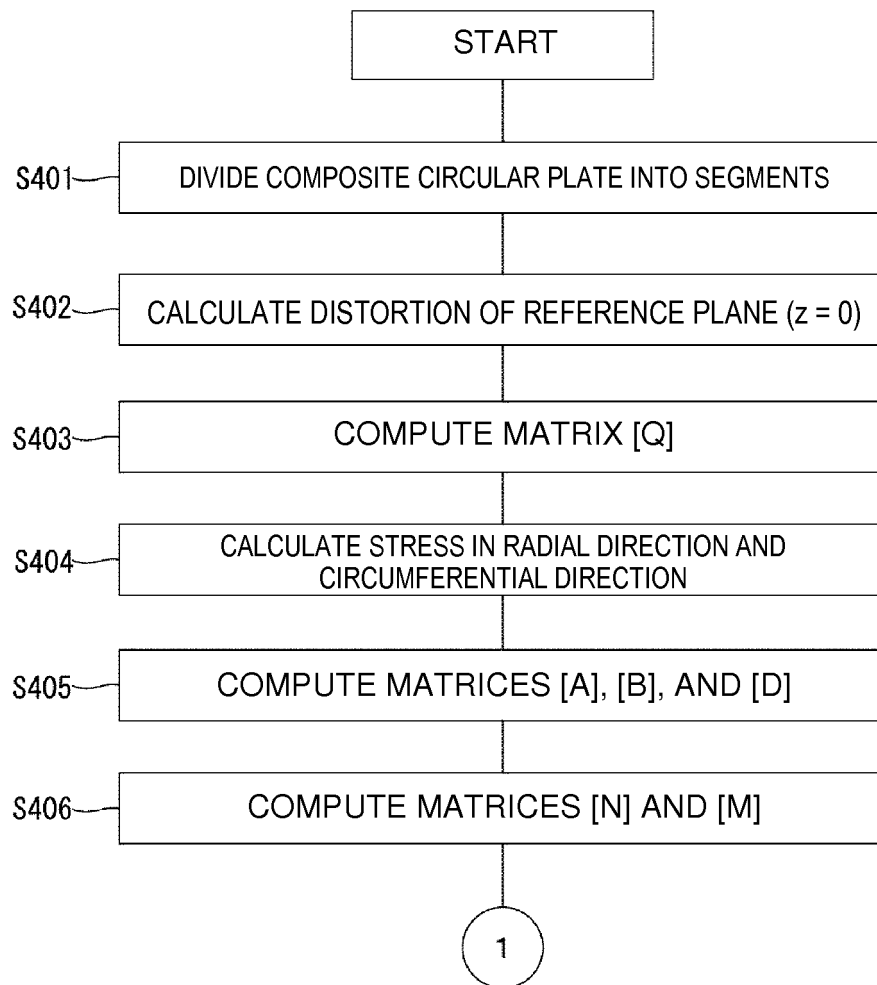 START
S401
DIVIDE COMPOSITE CIRCULAR PLATE INTO SEGMENTS
S402
CALCULATE DISTORTION OF REFERENCE PLANE (z = 0)
S403
COMPUTE MATRIX [Q]
S404
CALCULATE STRESS IN RADIAL DIRECTION AND
CIRCUMFERENTIAL DIRECTION
S405
COMPUTE MATRICES [A], [B], AND [D]
S406
COMPUTE MATRICES [N] AND [M]
1